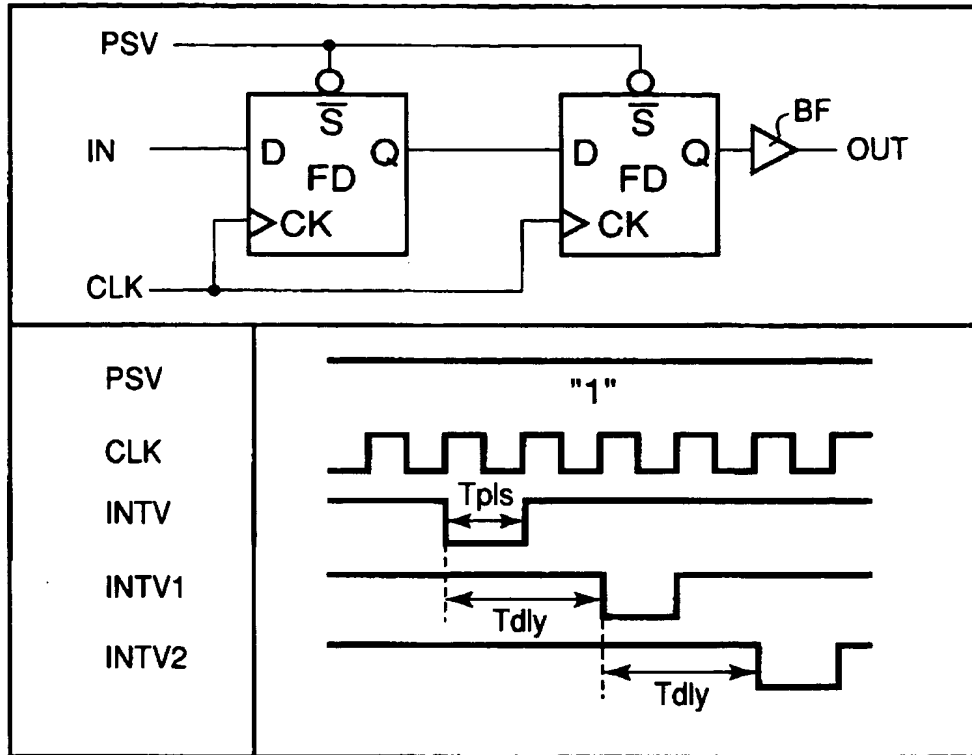 PSV
S S
IN D Q D Q BF OUT
FD FD
CK CK
CLK
PSV "1"
CLK
INTV Tpls
INTV1 Tdly
INTV2 Tdly